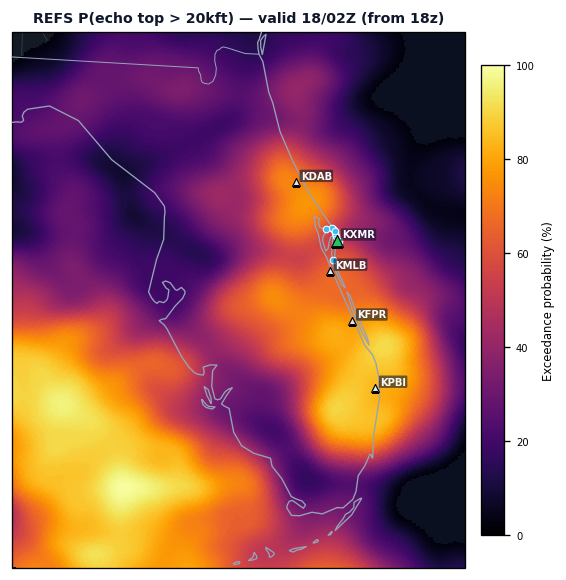 REFS P(echo top > 20kft) — valid 18/02Z (from 18z)
KDAB
KXMR
KMLB
KFPR
KPBI
100
80
60
40
20
0
Exceedance probability (%)